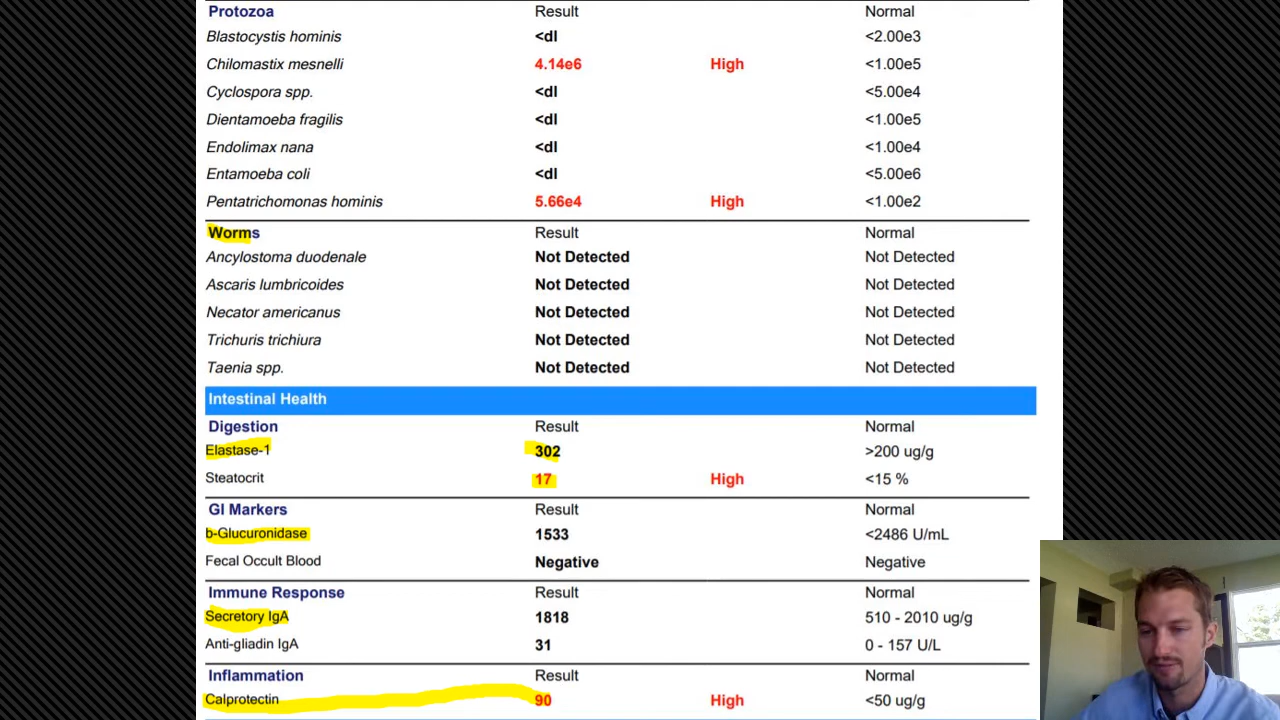 Protozoa Result Normal
Blastocystis hominis <dl <2.00e3
Chilomastix mesnelli 4.14e6 High <1.00e5
Cyclospora spp. <dl <5.00e4
Dientamoeba fragilis <dl <1.00e5
Endolimax nana <dl <1.00e4
Entamoeba coli <dl <5.00e6
Pentatrichomonas hominis 5.66e4 High <1.00e2
Worms Result Normal
Ancylostoma duodenale Not Detected Not Detected
Ascaris lumbricoides Not Detected Not Detected
Necator americanus Not Detected Not Detected
Trichuris trichiura Not Detected Not Detected
Taenia spp. Not Detected Not Detected
Intestinal Health
Digestion Result Normal
Elastase-1 302 >200 ug/g
Steatocrit 17 High <15 %
GI Markers Result Normal
b-Glucuronidase 1533 <2486 U/mL
Fecal Occult Blood Negative Negative
Immune Response Result Normal
Secretory IgA 1818 510 - 2010 ug/g
Anti-gliadin IgA 31 0 - 157 U/L
Inflammation Result Normal
Calprotectin 90 High <50 ug/g